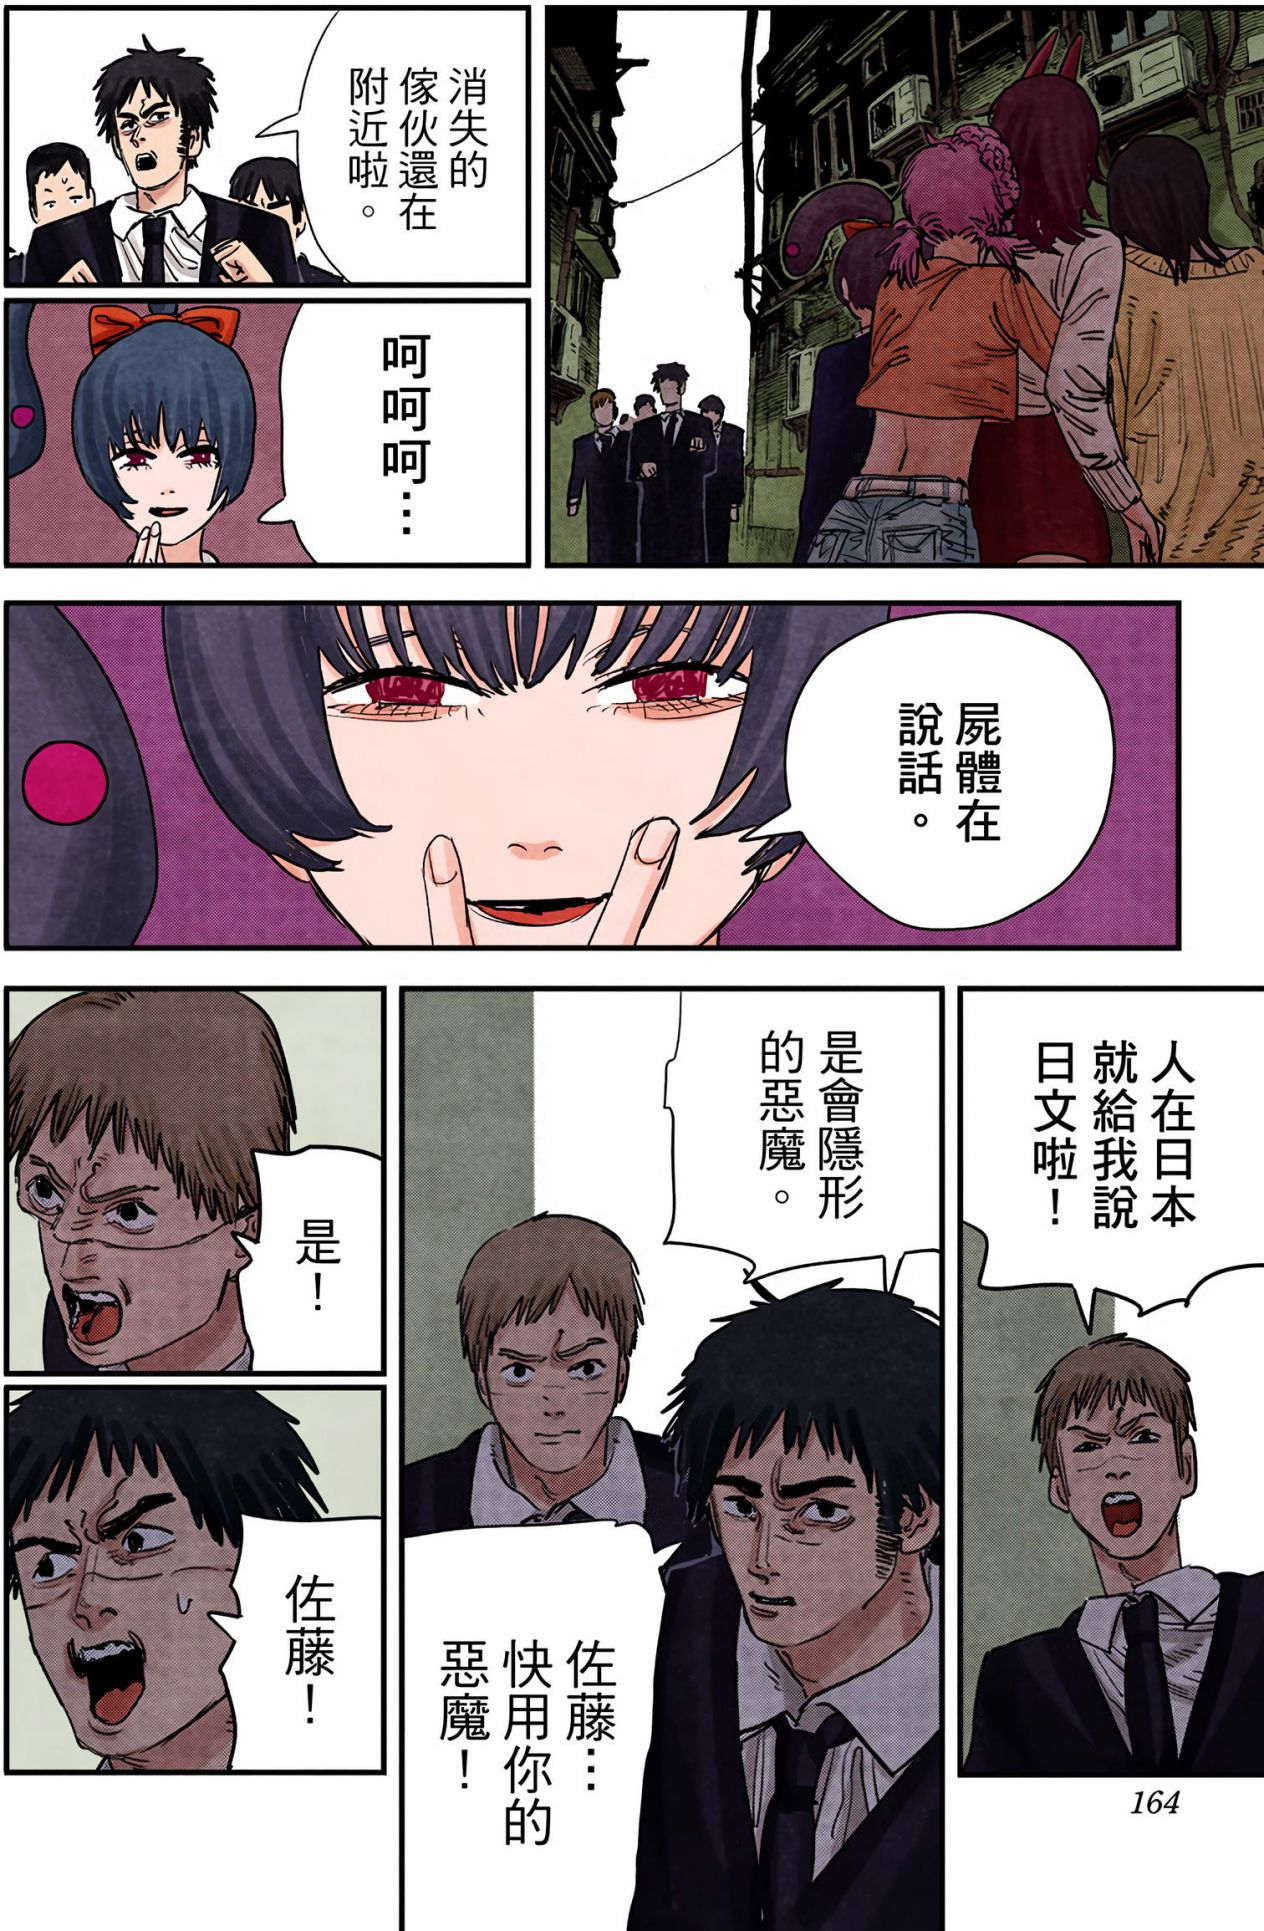 消失的
傢伙還在
附近啦。
呵呵呵…
屍體在
說話。
人在日本
就給我說
日文啦！
是會隱形
的惡魔。
佐藤…
快用你的
惡魔！
是！
佐藤！
164